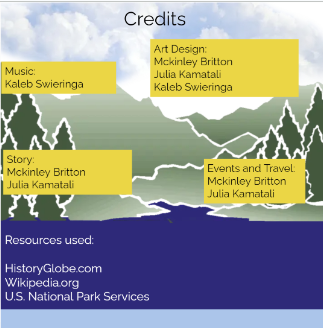 Credits
Music:
Kaleb Swieringa
Art Design:
Mckinley Britton
Julia Kamatali
Kaleb Swieringa
Story:
Mckinley Britton
Julia Kamatali
Events and Travel:
Mckinley Britton
Julia Kamatali
Resources used:
HistoryGlobe.com
Wikipedia.org
U.S. National Park Services